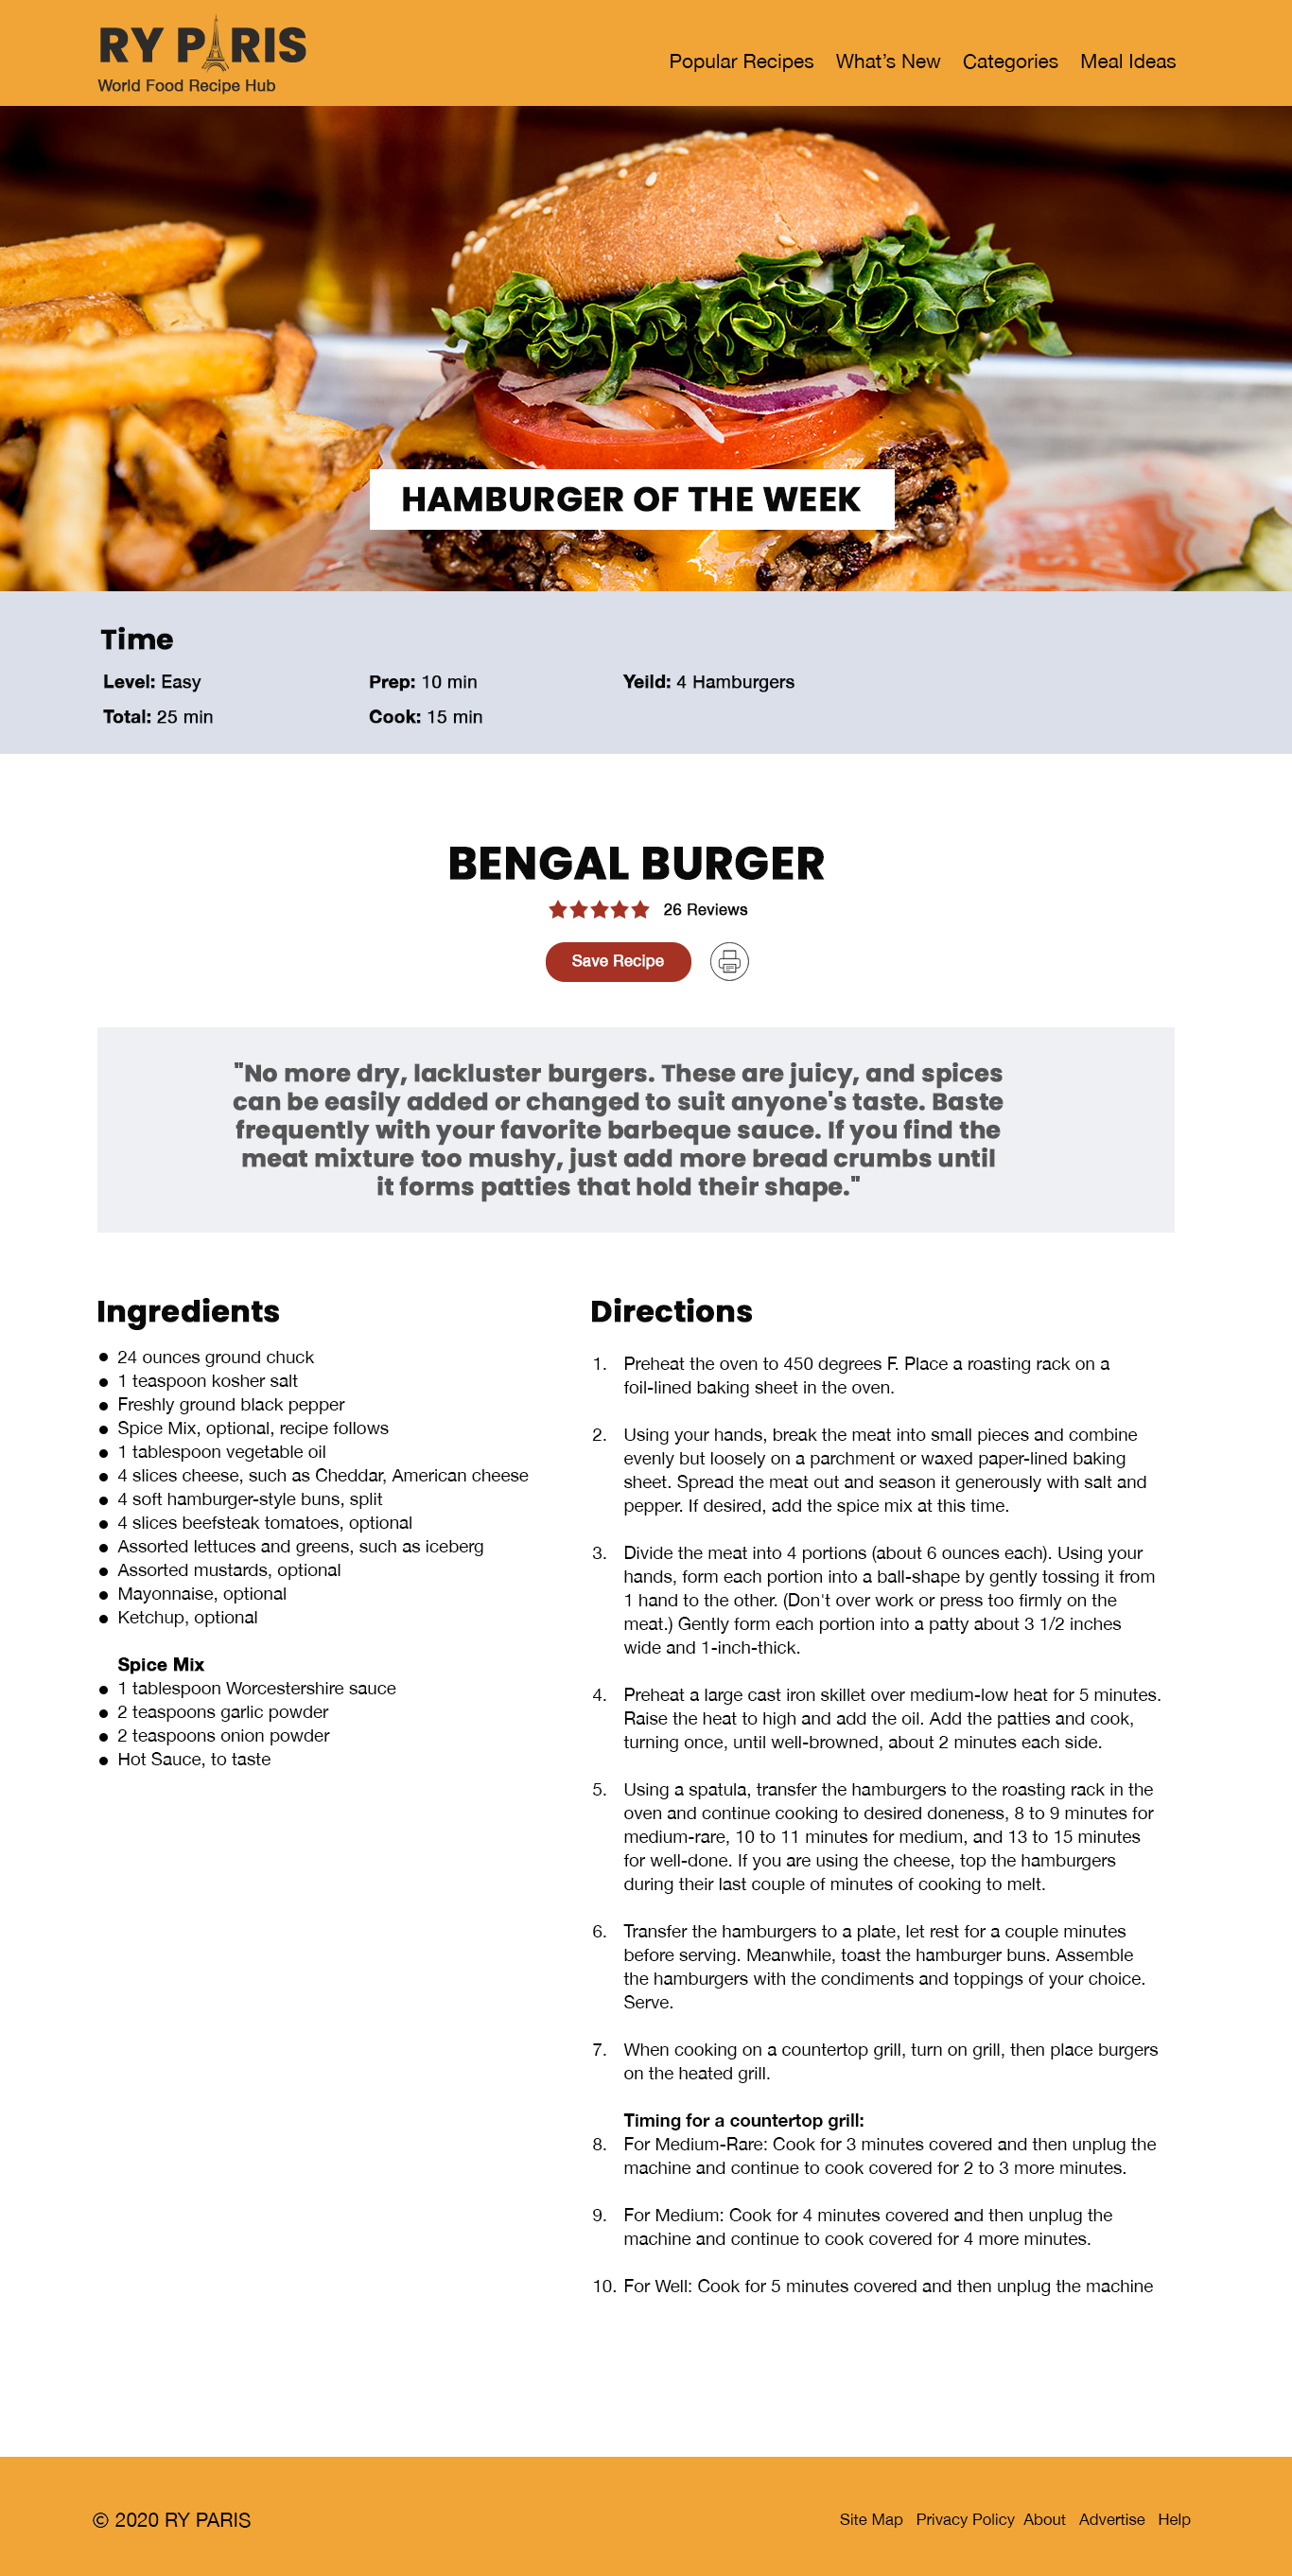 RY PARIS
World Food Recipe Hub
Popular Recipes What’s New Categories Meal Ideas
HAMBURGER OF THE WEEK
Time
Level: Easy Prep: 10 min Yeild: 4 Hamburgers
Total: 25 min Cook: 15 min
BENGAL BURGER
26 Reviews
Save Recipe
"No more dry, lackluster burgers. These are juicy, and spices
can be easily added or changed to suit anyone's taste. Baste
frequently with your favorite barbeque sauce. If you find the
meat mixture too mushy, just add more bread crumbs until
it forms patties that hold their shape."
Ingredients
● 24 ounces ground chuck
● 1 teaspoon kosher salt
● Freshly ground black pepper
● Spice Mix, optional, recipe follows
● 1 tablespoon vegetable oil
● 4 slices cheese, such as Cheddar, American cheese
● 4 soft hamburger-style buns, split
● 4 slices beefsteak tomatoes, optional
● Assorted lettuces and greens, such as iceberg
● Assorted mustards, optional
● Mayonnaise, optional
● Ketchup, optional
Spice Mix
● 1 tablespoon Worcestershire sauce
● 2 teaspoons garlic powder
● 2 teaspoons onion powder
● Hot Sauce, to taste
Directions
1. Preheat the oven to 450 degrees F. Place a roasting rack on a
foil-lined baking sheet in the oven.
2. Using your hands, break the meat into small pieces and combine
evenly but loosely on a parchment or waxed paper-lined baking
sheet. Spread the meat out and season it generously with salt and
pepper. If desired, add the spice mix at this time.
3. Divide the meat into 4 portions (about 6 ounces each). Using your
hands, form each portion into a ball-shape by gently tossing it from
1 hand to the other. (Don't over work or press too firmly on the
meat.) Gently form each portion into a patty about 3 1/2 inches
wide and 1-inch-thick.
4. Preheat a large cast iron skillet over medium-low heat for 5 minutes.
Raise the heat to high and add the oil. Add the patties and cook,
turning once, until well-browned, about 2 minutes each side.
5. Using a spatula, transfer the hamburgers to the roasting rack in the
oven and continue cooking to desired doneness, 8 to 9 minutes for
medium-rare, 10 to 11 minutes for medium, and 13 to 15 minutes
for well-done. If you are using the cheese, top the hamburgers
during their last couple of minutes of cooking to melt.
6. Transfer the hamburgers to a plate, let rest for a couple minutes
before serving. Meanwhile, toast the hamburger buns. Assemble
the hamburgers with the condiments and toppings of your choice.
Serve.
7. When cooking on a countertop grill, turn on grill, then place burgers
on the heated grill.
Timing for a countertop grill:
8. For Medium-Rare: Cook for 3 minutes covered and then unplug the
machine and continue to cook covered for 2 to 3 more minutes.
9. For Medium: Cook for 4 minutes covered and then unplug the
machine and continue to cook covered for 4 more minutes.
10. For Well: Cook for 5 minutes covered and then unplug the machine
© 2020 RY PARIS
Site Map Privacy Policy About Advertise Help